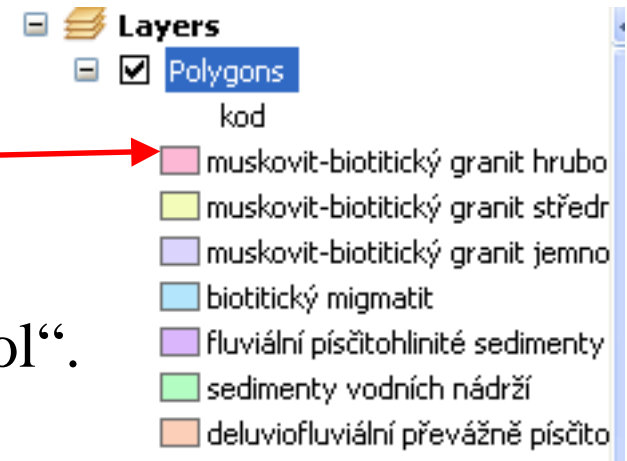 Layers
Polygons
kod
muskovit-biotitický granit hrubo
muskovit-biotitický granit středr
muskovit-biotitický granit jemno
biotitický migmatit
ol“.
fluviální písčitohlinité sedimenty
sedimenty vodních nádrží
deluviofluviální převážně písčito